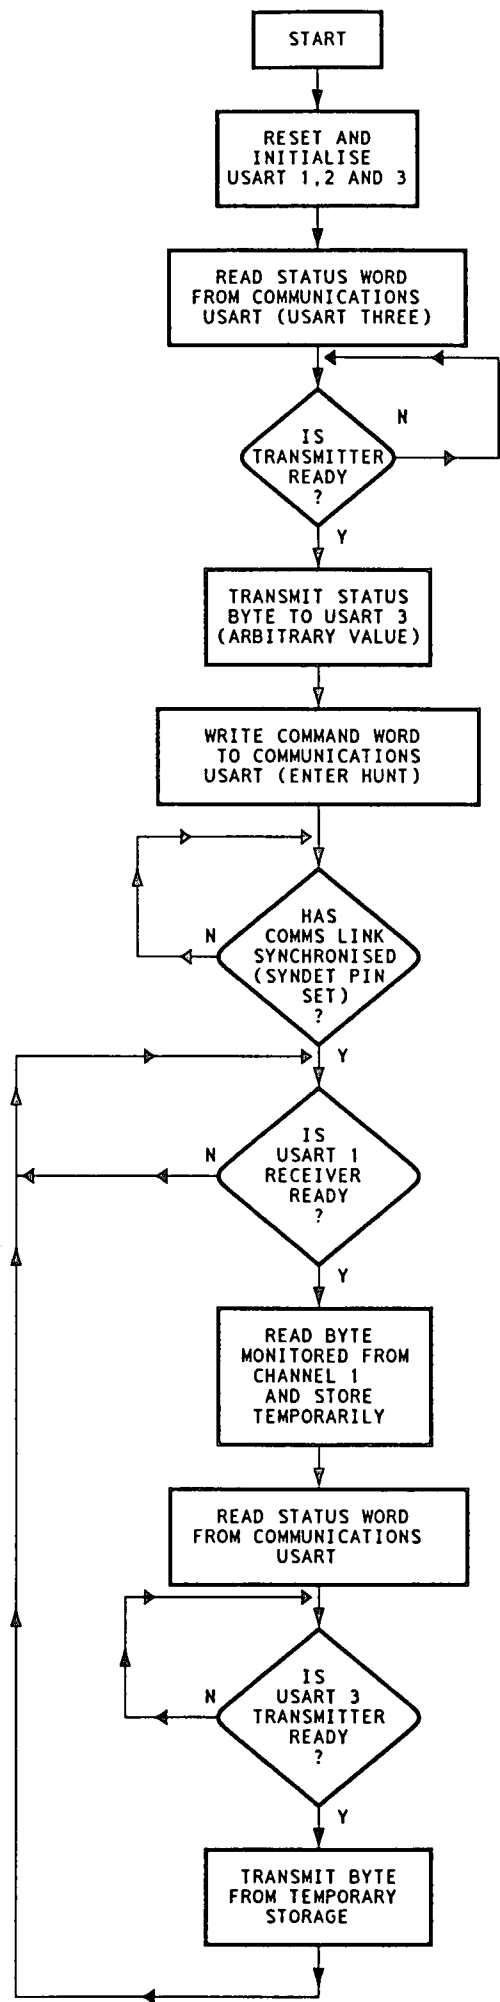 START
RESET AND
INITIALISE
USART 1,2 AND 3
READ STATUS WORD
FROM COMMUNICATIONS
USART (USART THREE)
N
IS
TRANSMITTER
READY
?
Y
TRANSMIT STATUS
BYTE TO USART 3
(ARBITRARY VALUE)
WRITE COMMAND WORD
TO COMMUNICATIONS
USART (ENTER HUNT)
HAS
N
COMMS LINK
SYNCHRONISED
(SYNDET PIN
SET)
?
Y
IS
N
USART 1
RECEIVER
READY
?
Y
READ BYTE
MONITORED FROM
CHANNEL 1
AND STORE
TEMPORARILY
READ STATUS WORD
FROM COMMUNICATIONS
USART
IS
N
USART 3
TRANSMITTER
READY
?
Y
TRANSMIT BYTE
FROM TEMPORARY
STORAGE